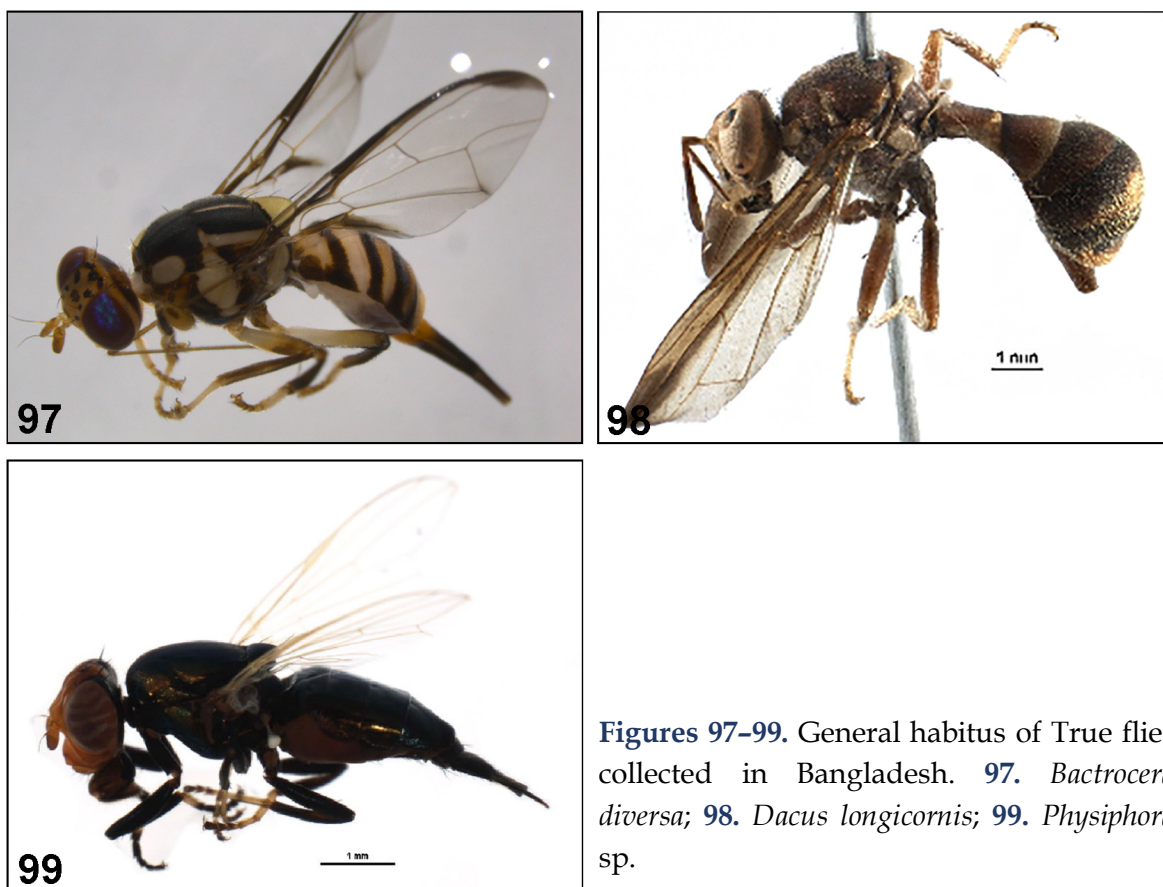 97
98
1 mm
99
1 mm
Figures 97–99. General habitus of True flie
collected in Bangladesh. 97. Bactrocer
diversa; 98. Dacus longicornis; 99. Physiphor
sp.